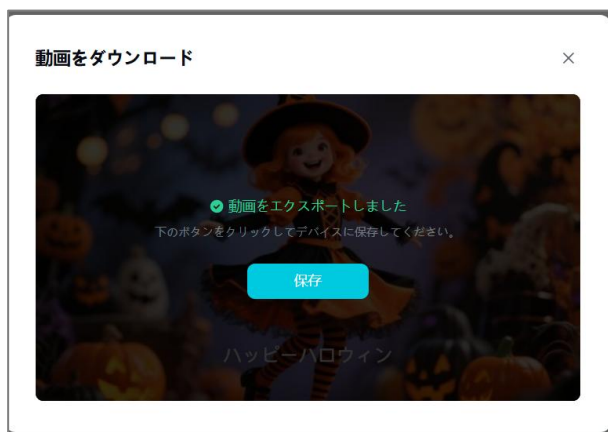 動画をダウンロード
動画をエクスポートしました
下のボタンをクリックしてデバイスに保存してください。
保存
ハッピーハロウィン